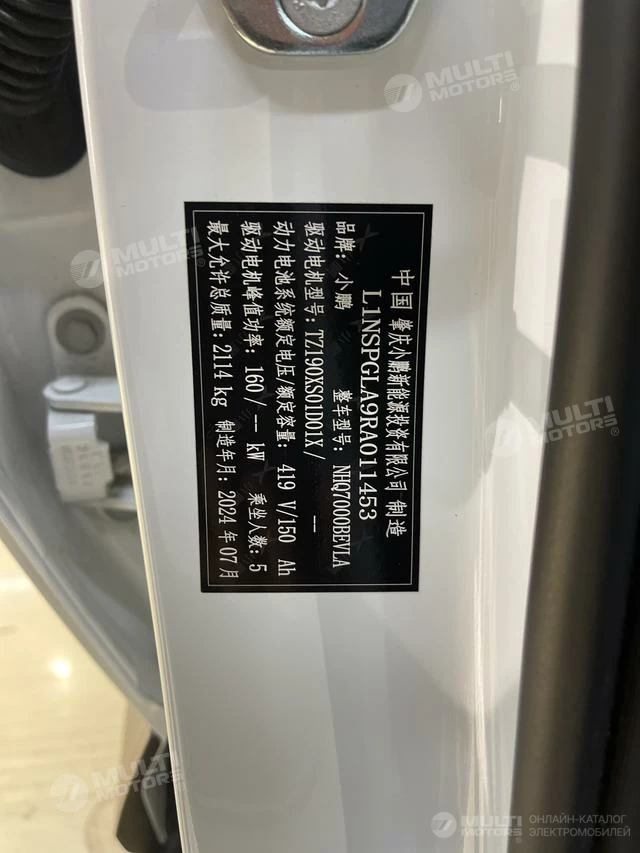 中国 肇庆小鹏新能源投资有限公司 制造
L1NSPGLA9RA011453
品牌: 小鹏 整车型号: NHQ7000BEVLA
驱动电机型号: TZ190XS01D01X/ --
动力电池系统额定电压/额定容量: 419 V/150 Ah
驱动电机峰值功率: 160/-- kW 乘坐人数: 5
最大允许总质量: 2114 kg 制造年月: 2024 年 07 月
MULTI MOTORS®
MULTI MOTORS®
MULTI MOTORS®
MULTI MOTORS®
MULTI MOTORS® ОНЛАЙН-КАТАЛОГ ЭЛЕКТРОМОБИЛЕЙ